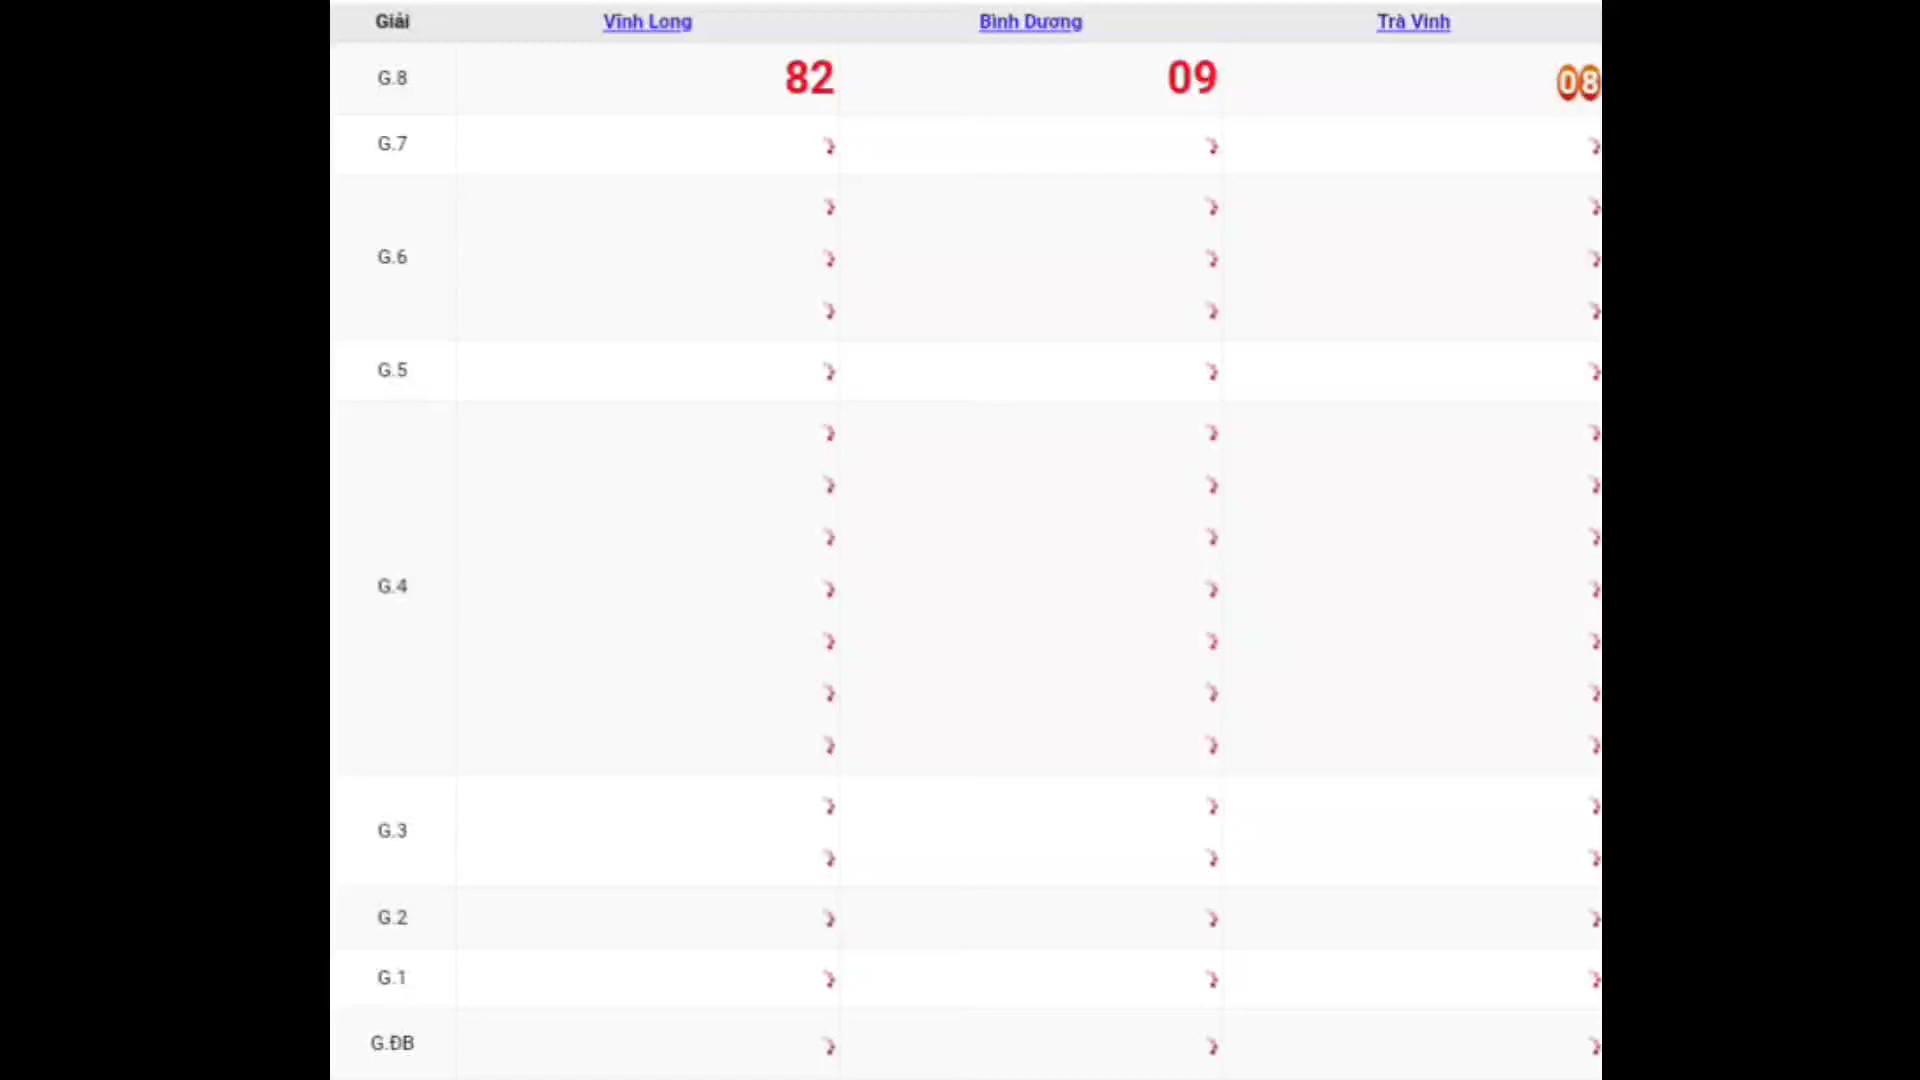 Giải Vĩnh Long Bình Dương Trà Vinh
G.8 82 09 08
G.7
G.6
G.5
G.4
G.3
G.2
G.1
G.ĐB